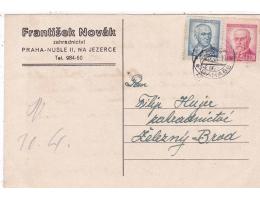 František Novák
zahradnictví
PRAHA-NUSLE II, NA JEZERCE
Tel. 984-60
Pan
Filip Hujer
zahradnictví
Železný Brod